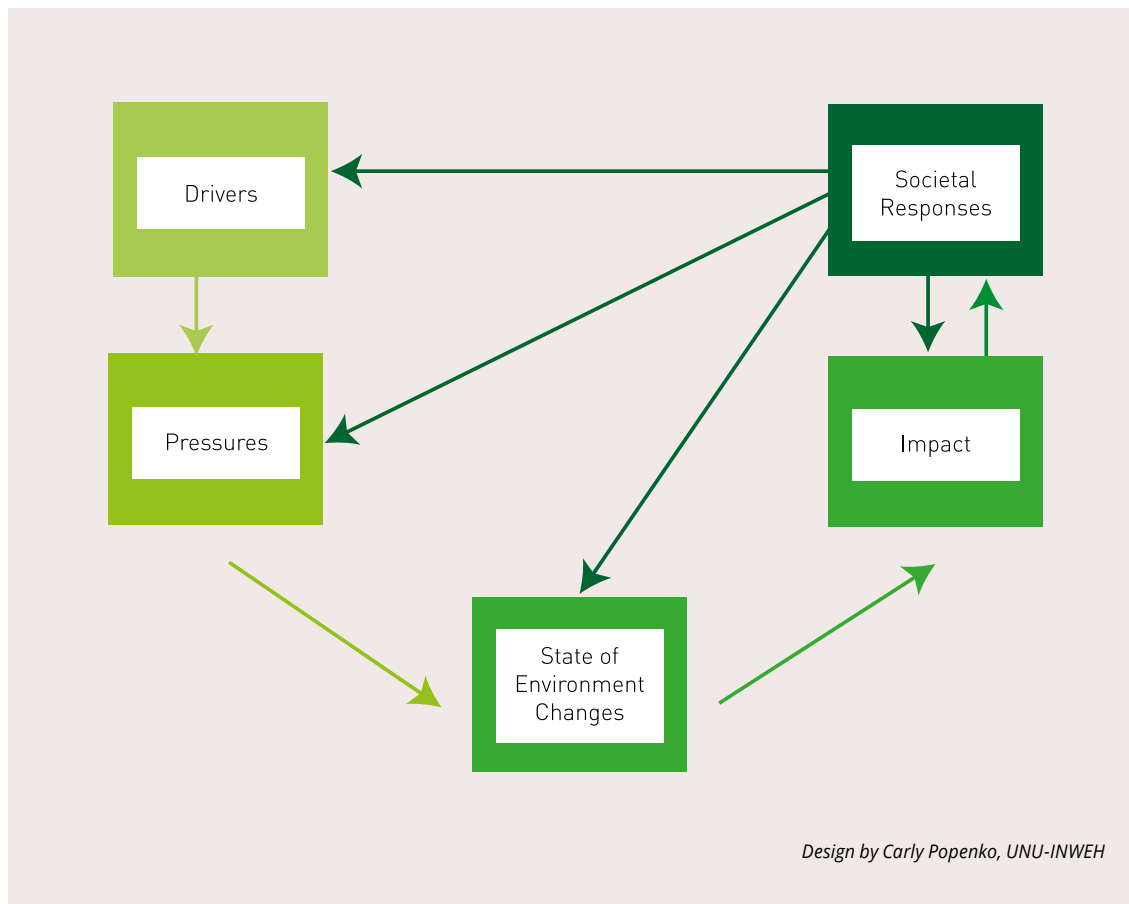 Drivers
Societal
Responses
Pressures
Impact
State of
Environment
Changes
Design by Carly Popenko, UNU-INWEH